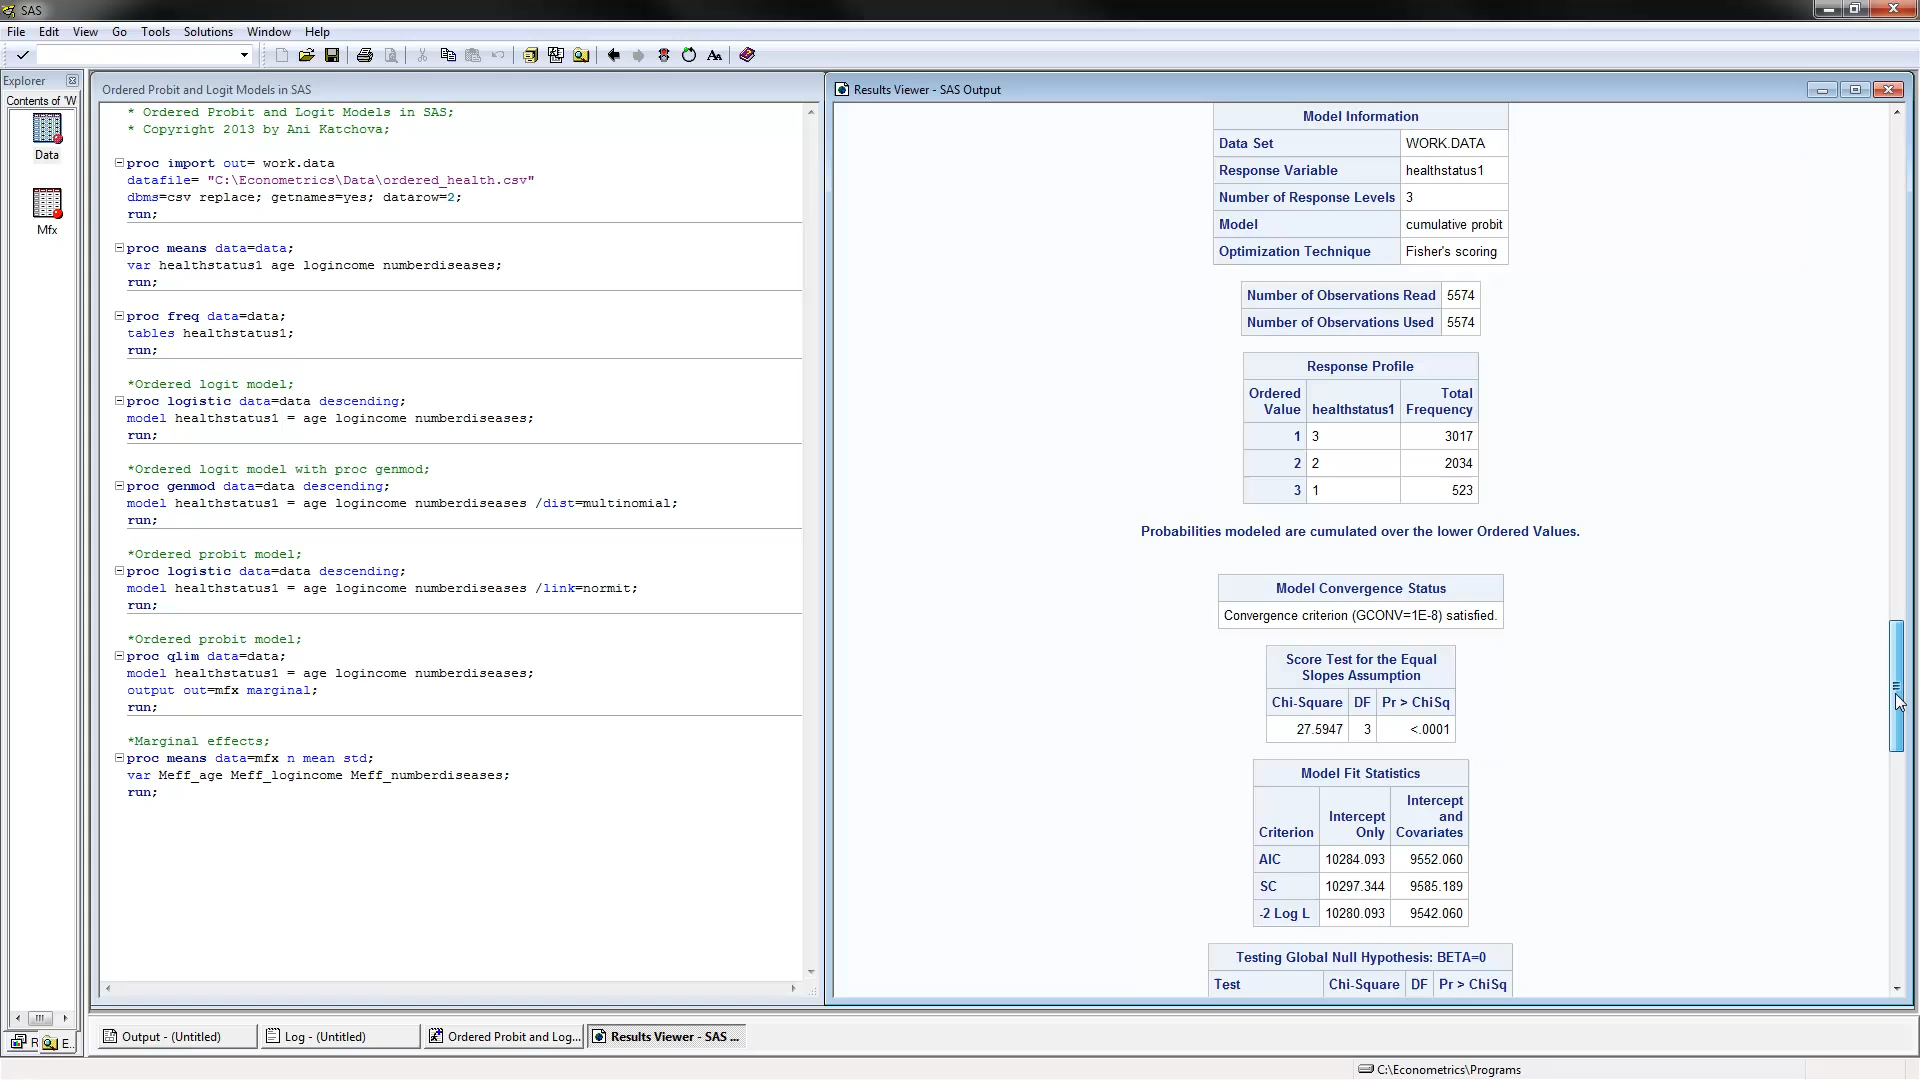 SAS
File Edit View Go Tools Solutions Window Help
Explorer
Contents of 'W
Data
Mfx
Ordered Probit and Logit Models in SAS
* Ordered Probit and Logit Models in SAS;
* Copyright 2013 by Ani Katchova;
proc import out= work.data
datafile= "C:\Econometrics\Data\ordered_health.csv"
dbms=csv replace; getnames=yes; datarow=2;
run;
proc means data=data;
var healthstatus1 age logincome numberdiseases;
run;
proc freq data=data;
tables healthstatus1;
run;
*Ordered logit model;
proc logistic data=data descending;
model healthstatus1 = age logincome numberdiseases;
run;
*Ordered logit model with proc genmod;
proc genmod data=data descending;
model healthstatus1 = age logincome numberdiseases /dist=multinomial;
run;
*Ordered probit model;
proc logistic data=data descending;
model healthstatus1 = age logincome numberdiseases /link=normit;
run;
*Ordered probit model;
proc qlim data=data;
model healthstatus1 = age logincome numberdiseases;
output out=mfx marginal;
run;
*Marginal effects;
proc means data=mfx n mean std;
var Meff_age Meff_logincome Meff_numberdiseases;
run;
Results Viewer - SAS Output
Model Information
Data Set WORK.DATA
Response Variable healthstatus1
Number of Response Levels 3
Model cumulative probit
Optimization Technique Fisher's scoring
Number of Observations Read 5574
Number of Observations Used 5574
Response Profile
Ordered Value healthstatus1 Total Frequency
1 3 3017
2 2 2034
3 1 523
Probabilities modeled are cumulated over the lower Ordered Values.
Model Convergence Status
Convergence criterion (GCONV=1E-8) satisfied.
Score Test for the Equal
Slopes Assumption
Chi-Square DF Pr > ChiSq
27.5947 3 <.0001
Model Fit Statistics
Criterion Intercept Only Intercept and Covariates
AIC 10284.093 9552.060
SC 10297.344 9585.189
-2 Log L 10280.093 9542.060
Testing Global Null Hypothesis: BETA=0
Test Chi-Square DF Pr > ChiSq
R E..
Output - (Untitled) Log - (Untitled) Ordered Probit and Log... Results Viewer - SAS ...
C:\Econometrics\Programs